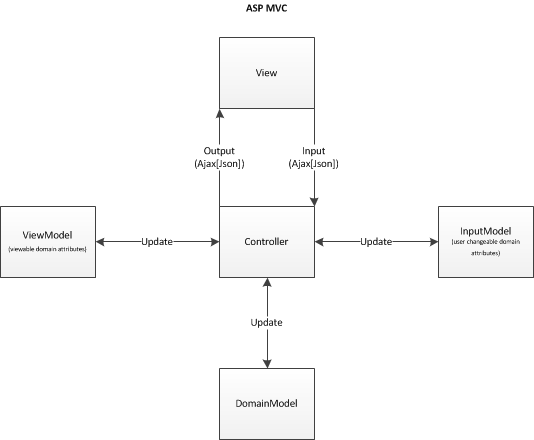 ASP MVC
View
Output
(Ajax[Json])
Input
(Ajax[Json])
ViewModel
(viewable domain attributes)
Update
Controller
Update
InputModel
(user changeable domain
attributes)
Update
DomainModel